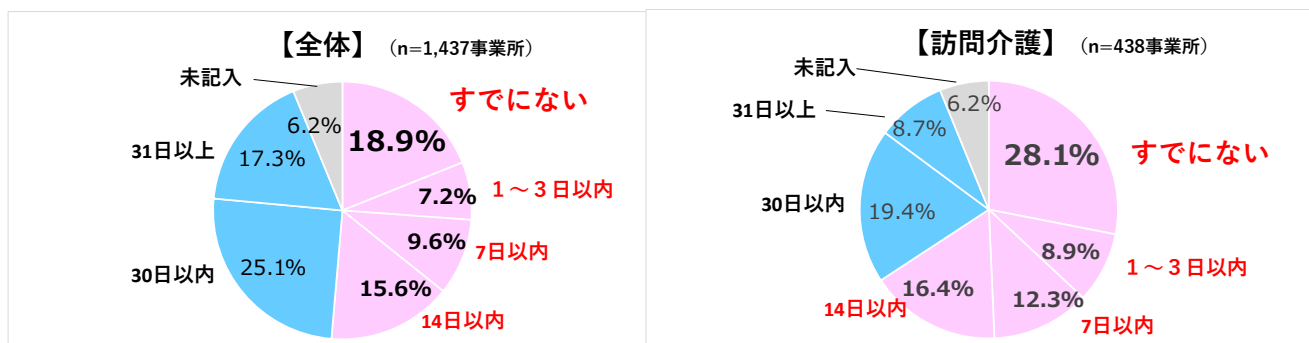 【全体】 （n=1,437事業所）
未記入
すでにない
6.2%
18.9%
31日以上
17.3%
7.2%
１～３日以内
9.6%
7日以内
30日以内
25.1%
15.6%
14日以内
【訪問介護】 （n=438事業所）
未記入
31日以上
6.2%
8.7%
28.1%
すでにない
30日以内
19.4%
8.9%
１～３日以内
14日以内
16.4%
12.3%
7日以内